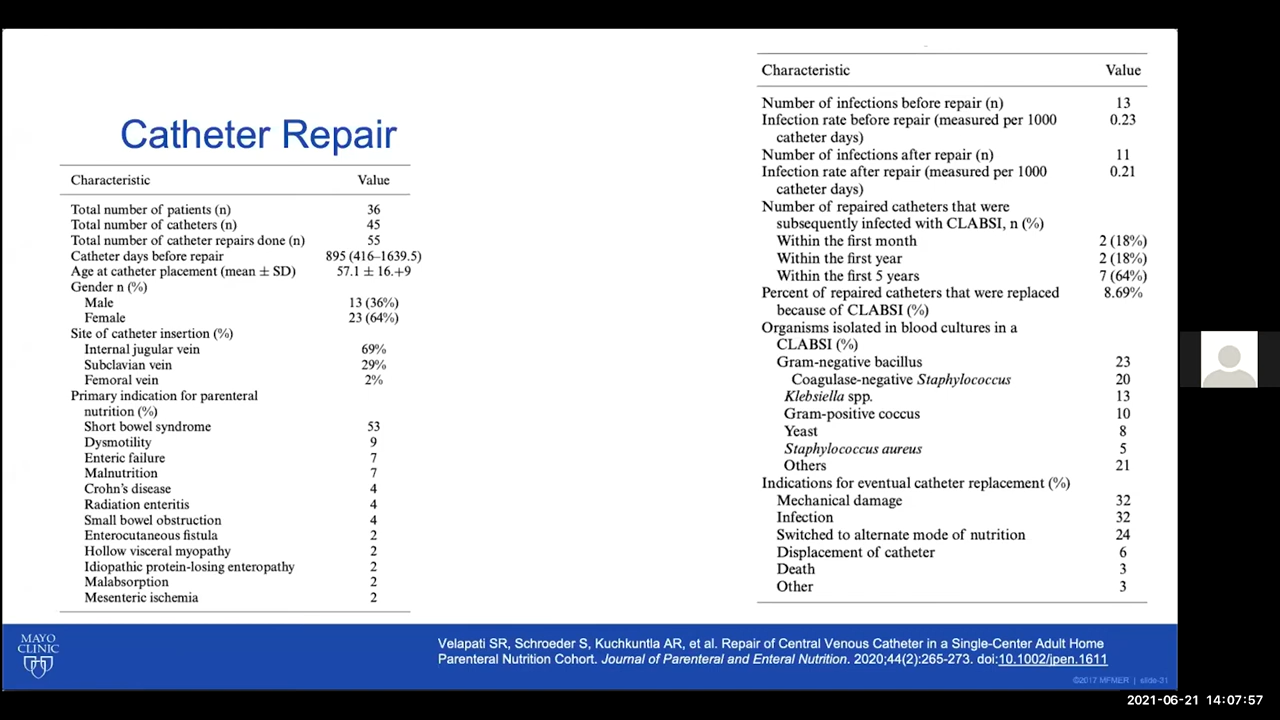 Catheter Repair
Characteristic Value
Total number of patients (n) 36
Total number of catheters (n) 45
Total number of catheter repairs done (n) 55
Catheter days before repair 895 (416–1639.5)
Age at catheter placement (mean ± SD) 57.1 ± 16.+9
Gender n (%)
Male 13 (36%)
Female 23 (64%)
Site of catheter insertion (%)
Internal jugular vein 69%
Subclavian vein 29%
Femoral vein 2%
Primary indication for parenteral
nutrition (%)
Short bowel syndrome 53
Dysmotility 9
Enteric failure 7
Malnutrition 7
Crohn's disease 4
Radiation enteritis 4
Small bowel obstruction 4
Enterocutaneous fistula 2
Hollow visceral myopathy 2
Idiopathic protein-losing enteropathy 2
Malabsorption 2
Mesenteric ischemia 2
Characteristic Value
Number of infections before repair (n) 13
Infection rate before repair (measured per 1000 0.23
catheter days)
Number of infections after repair (n) 11
Infection rate after repair (measured per 1000 0.21
catheter days)
Number of repaired catheters that were
subsequently infected with CLABSI, n (%)
Within the first month 2 (18%)
Within the first year 2 (18%)
Within the first 5 years 7 (64%)
Percent of repaired catheters that were replaced 8.69%
because of CLABSI (%)
Organisms isolated in blood cultures in a
CLABSI (%)
Gram-negative bacillus 23
Coagulase-negative Staphylococcus 20
Klebsiella spp. 13
Gram-positive coccus 10
Yeast 8
Staphylococcus aureus 5
Others 21
Indications for eventual catheter replacement (%)
Mechanical damage 32
Infection 32
Switched to alternate mode of nutrition 24
Displacement of catheter 6
Death 3
Other 3
MAYO
CLINIC
Velapati SR, Schroeder S, Kuchkuntla AR, et al. Repair of Central Venous Catheter in a Single-Center Adult Home
Parenteral Nutrition Cohort. Journal of Parenteral and Enteral Nutrition. 2020;44(2):265-273. doi:10.1002/jpen.1611
©2017 MFMER | slide-31
2021-06-21 14:07:57